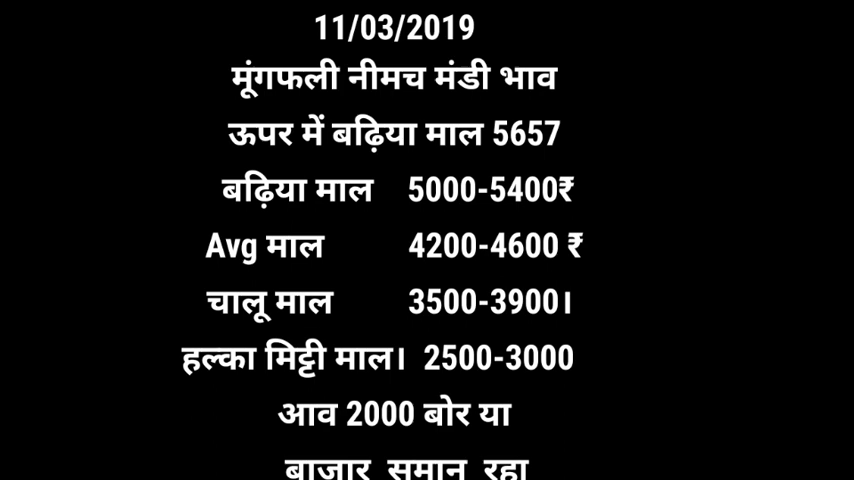 11/03/2019
मूंगफली नीमच मंडी भाव
ऊपर में बढ़िया माल 5657
बढ़िया माल 5000-5400₹
Avg माल 4200-4600 ₹
चालू माल 3500-3900।
हल्का मिट्टी माल। 2500-3000
आव 2000 बोर या
बाजार समान रहा